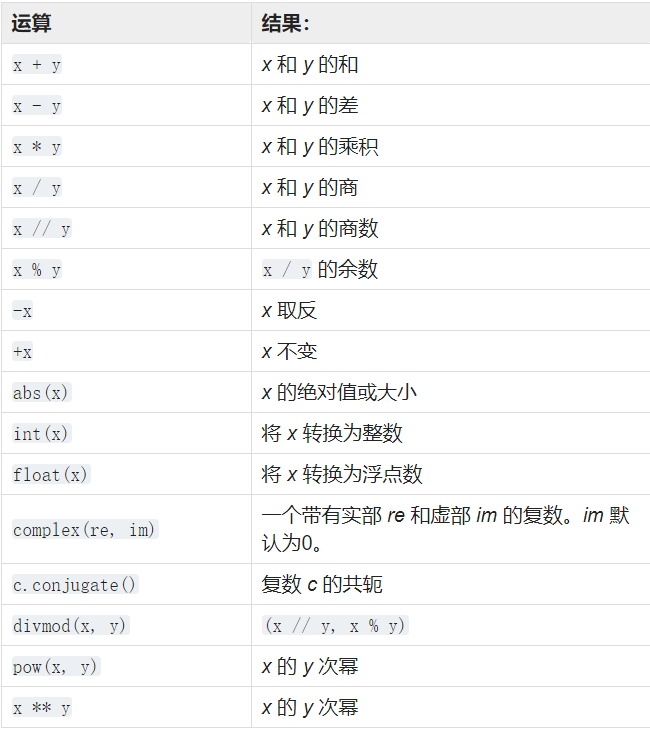 运算 结果：
x + y x 和 y 的和
x - y x 和 y 的差
x * y x 和 y 的乘积
x / y x 和 y 的商
x // y x 和 y 的商数
x % y x / y 的余数
-x x 取反
+x x 不变
abs(x) x 的绝对值或大小
int(x) 将 x 转换为整数
float(x) 将 x 转换为浮点数
complex(re, im) 一个带有实部 re 和虚部 im 的复数。im 默
认为0。
c.conjugate() 复数 c 的共轭
divmod(x, y) (x // y, x % y)
pow(x, y) x 的 y 次幂
x ** y x 的 y 次幂